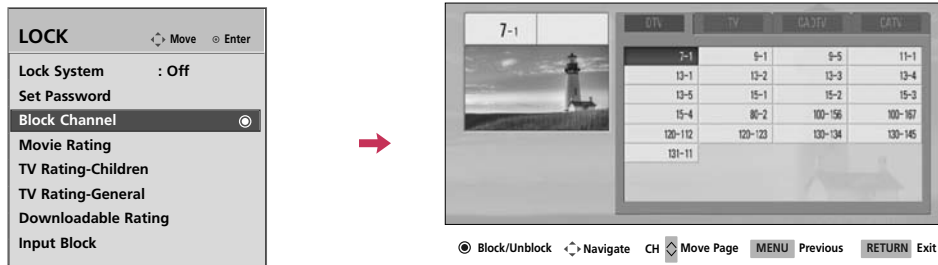 LOCK Move Enter
Lock System : Off
Set Password
Block Channel
Movie Rating
TV Rating-Children
TV Rating-General
Downloadable Rating
Input Block
7-1
DTV TV CADTV CATV
7-1 9-1 9-5 11-1
13-1 13-2 13-3 13-4
13-5 15-1 15-2 15-3
15-4 80-2 100-156 100-167
120-112 120-123 130-134 130-145
131-11
Block/Unblock Navigate CH Move Page MENU Previous RETURN Exit